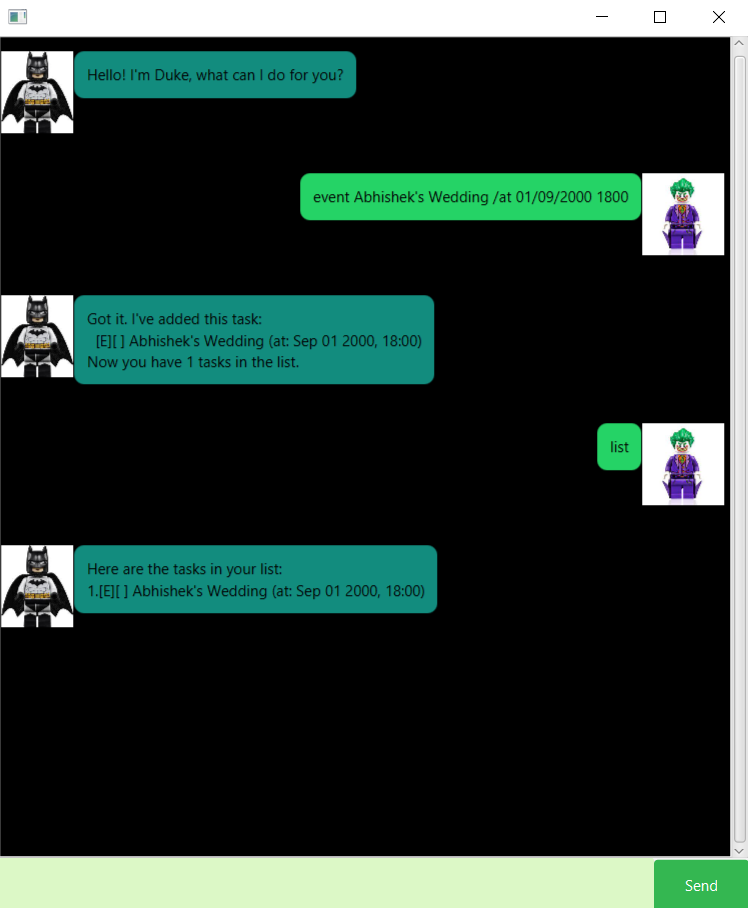 Hello! I'm Duke, what can I do for you?
event Abhishek's Wedding /at 01/09/2000 1800
Got it. I've added this task:
[E][ ] Abhishek's Wedding (at: Sep 01 2000, 18:00)
Now you have 1 tasks in the list.
list
Here are the tasks in your list:
1.[E][ ] Abhishek's Wedding (at: Sep 01 2000, 18:00)
Send